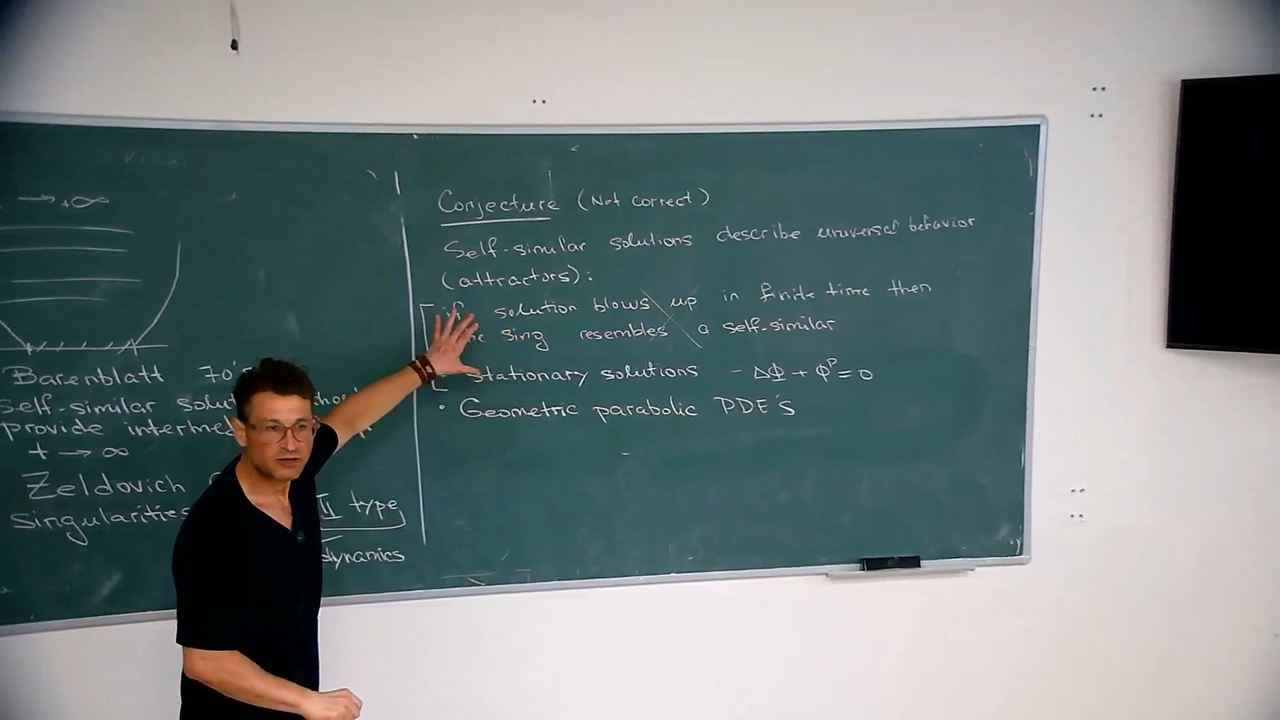 → +∞
Barenblatt 70's
self-similar
provide
t → ∞
Zeldovich
singularities II type
dynamics
Conjecture (Not correct)
Self-similar solutions describe universal behavior
(attractors):
if solution blows up in finite time then
sing resembles a self-similar
stationary solutions - ΔΦ + Φᵖ = 0
• Geometric parabolic PDE's